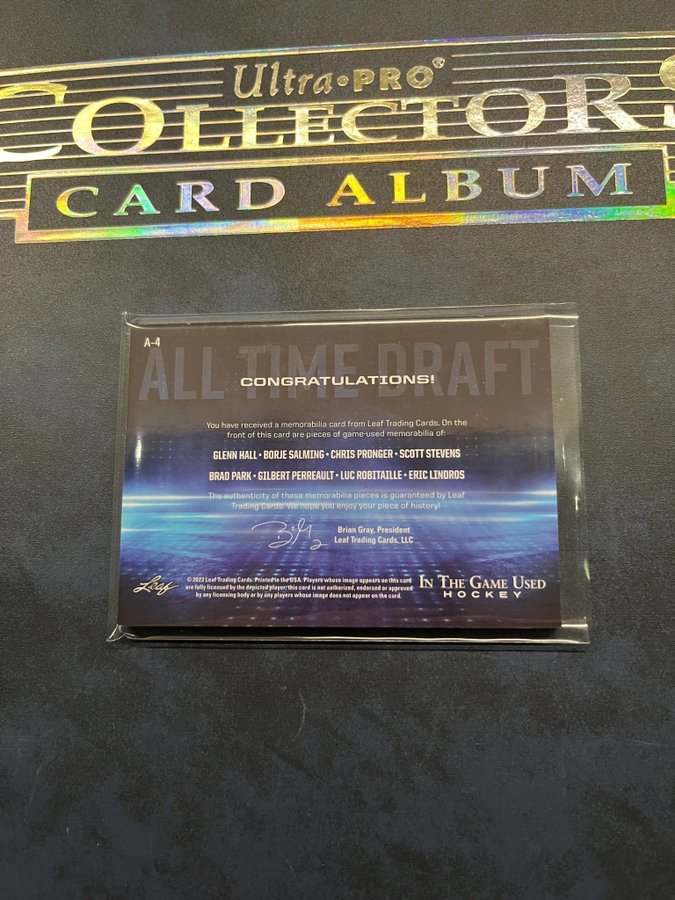 Ultra•PRO®
COLLECTORS
CARD ALBUM
A-4
ALL TIME DRAFT
CONGRATULATIONS!
You have received a memorabilia card from Leaf Trading Cards. On the
front of this card are pieces of game-used memorabilia of:
GLENN HALL • BORJE SALMING • CHRIS PRONGER • SCOTT STEVENS
BRAD PARK • GILBERT PERREAULT • LUC ROBITAILLE • ERIC LINDROS
The authenticity of these memorabilia pieces is guaranteed by Leaf
Trading Cards. We hope you enjoy your piece of history!
Brian Gray, President
Leaf Trading Cards, LLC
Leaf
© 2023 Leaf Trading Cards. Printed in the USA. Players whose image appears on this card
are fully licensed by the depicted player; this card is not authorized, endorsed or approved
by any licensing body or by any players whose image does not appear on the card.
IN THE GAME USED
HOCKEY